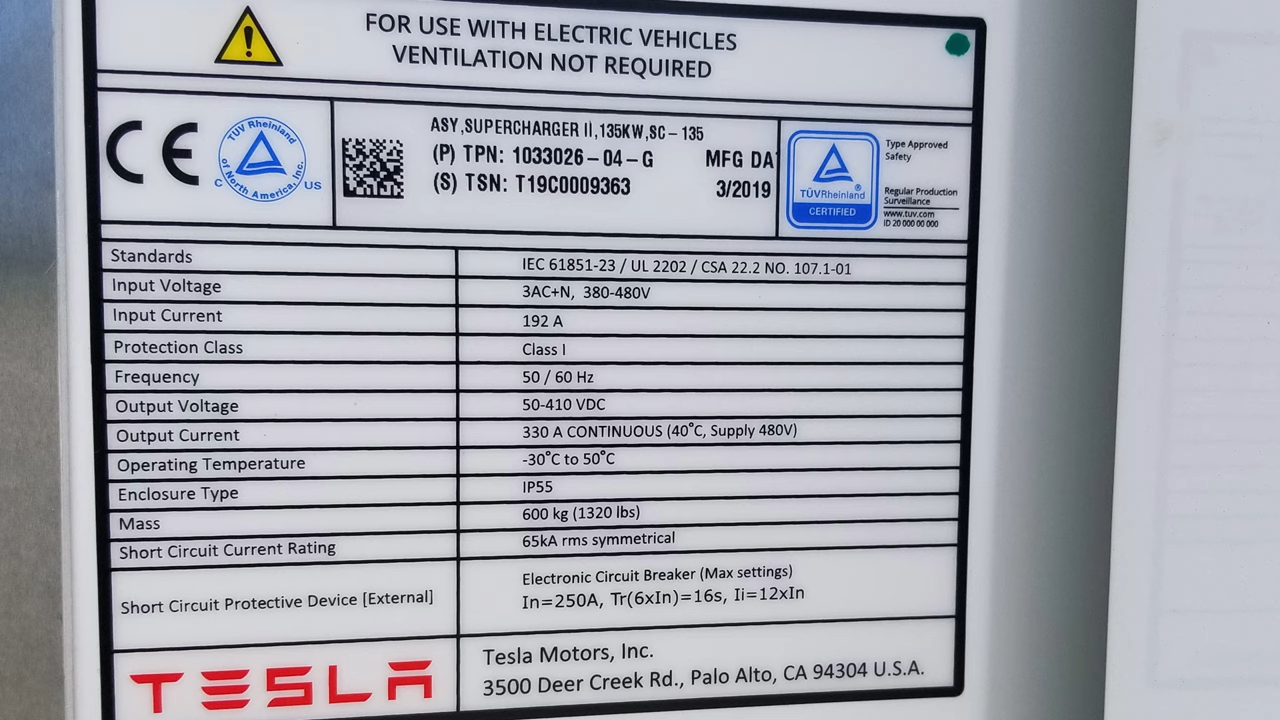 FOR USE WITH ELECTRIC VEHICLES
VENTILATION NOT REQUIRED
CE
TÜV Rheinland
of North America, Inc.
C US
ASY,SUPERCHARGER II,135KW,SC-135
(P) TPN: 1033026-04-G MFG DA
(S) TSN: T19C0009363 3/2019
TÜVRheinland®
CERTIFIED
Type Approved
Safety
Regular Production
Surveillance
www.tuv.com
ID 20 000 00 000
Standards IEC 61851-23 / UL 2202 / CSA 22.2 NO. 107.1-01
Input Voltage 3AC+N, 380-480V
Input Current 192 A
Protection Class Class I
Frequency 50 / 60 Hz
Output Voltage 50-410 VDC
Output Current 330 A CONTINUOUS (40°C, Supply 480V)
Operating Temperature -30°C to 50°C
Enclosure Type IP55
Mass 600 kg (1320 lbs)
Short Circuit Current Rating 65kA rms symmetrical
Short Circuit Protective Device [External] Electronic Circuit Breaker (Max settings)
In=250A, Tr(6xIn)=16s, Ii=12xIn
TESLA
Tesla Motors, Inc.
3500 Deer Creek Rd., Palo Alto, CA 94304 U.S.A.